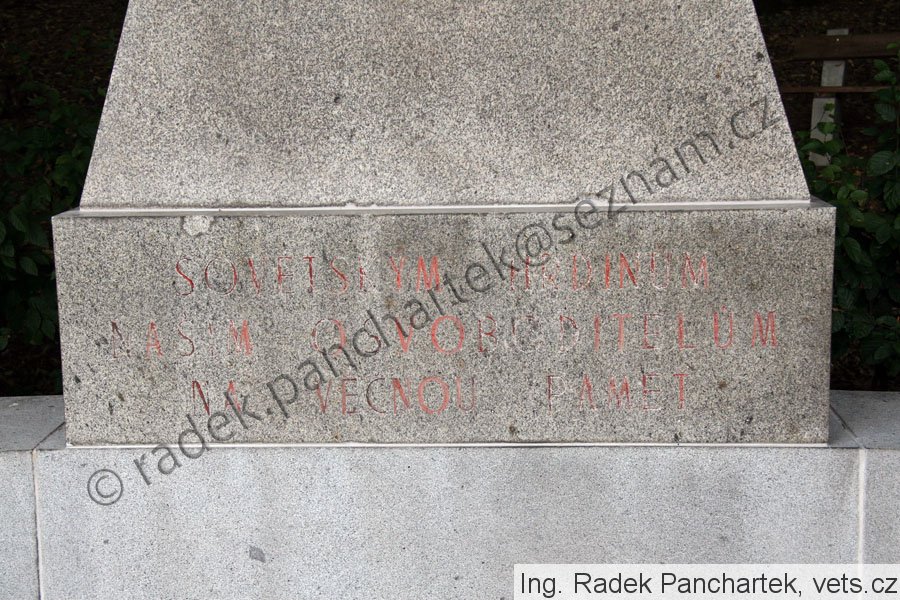 SOVĚTSKÝM HRDINŮM
NAŠIM OSVOBODITELŮM
NA VĚČNOU PAMĚŤ
© radek.panchartek@seznam.cz
Ing. Radek Panchartek, vets.cz